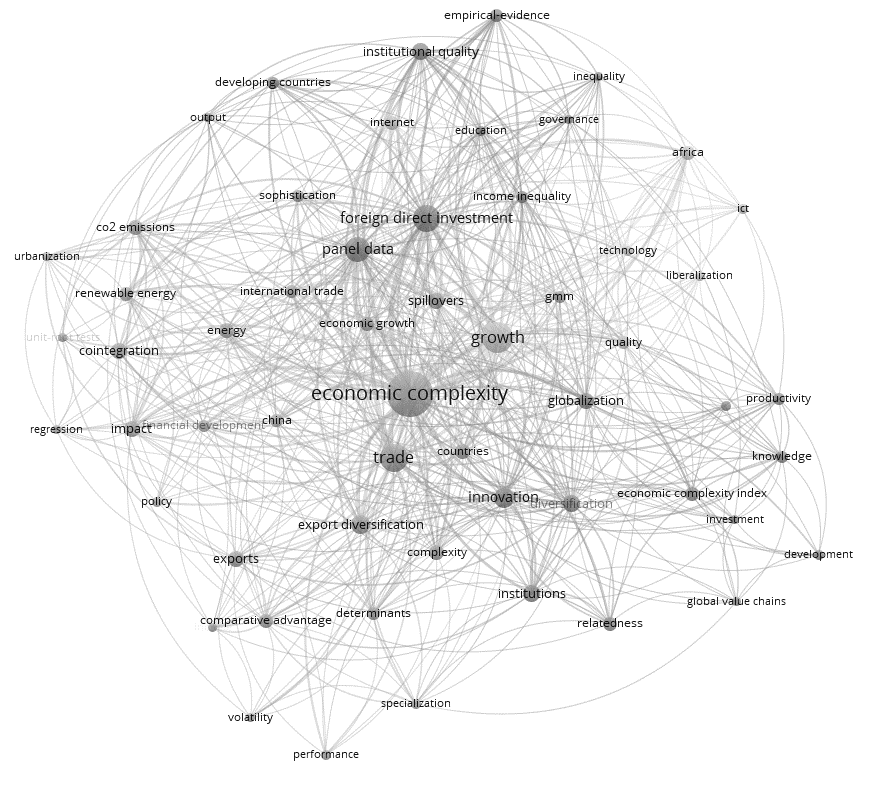 empirical-evidence
institutional quality
inequality
developing countries
output
internet
education
governance
africa
sophistication
income inequality
ict
foreign direct investment
co2 emissions
panel data
technology
urbanization
liberalization
renewable energy
international trade
spillovers
gmm
economic growth
energy
unit-root tests
growth
quality
cointegration
economic complexity
globalization
productivity
china
financial development
impact
regression
countries
trade
knowledge
economic complexity index
innovation
diversification
policy
investment
export diversification
complexity
development
exports
institutions
global value chains
determinants
comparative advantage
relatedness
specialization
volatility
performance